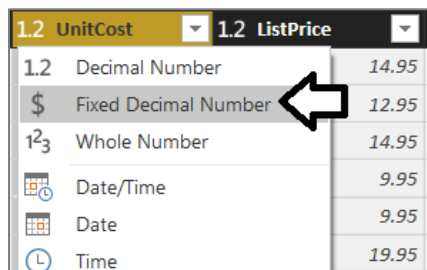 1.2 UnitCost 1.2 ListPrice
1.2 Decimal Number 14.95
$ Fixed Decimal Number 12.95
1²3 Whole Number 14.95
Date/Time 9.95
Date 9.95
Time 19.95